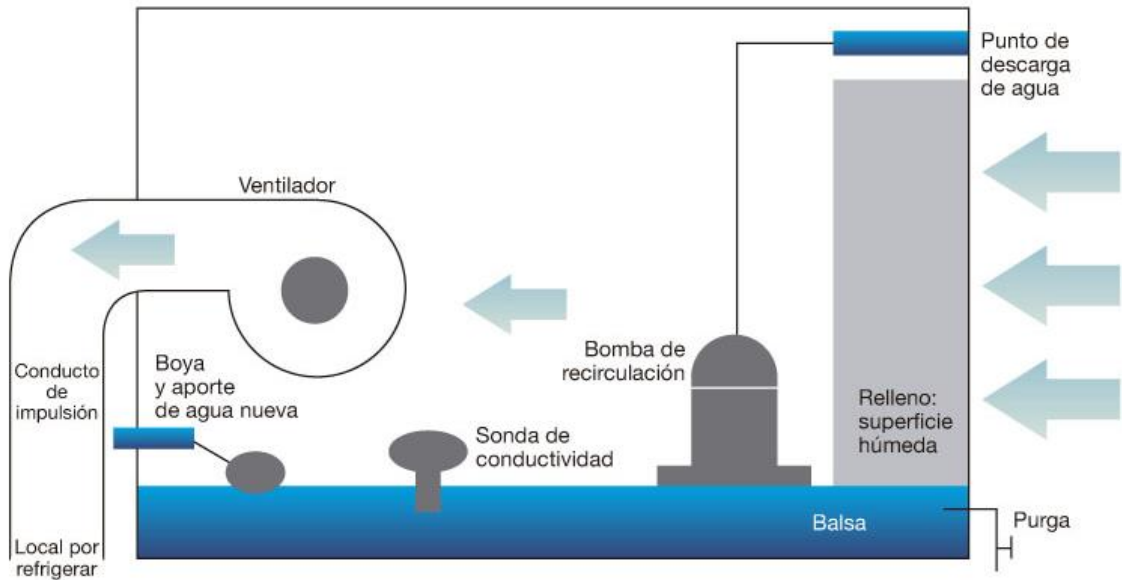 Punto de
descarga
de agua
Ventilador
Bomba de
recirculación
Conducto
de
impulsión
Boya
y aporte
de agua nueva
Relleno:
superficie
húmeda
Sonda de
conductividad
Balsa
Purga
Local por
refrigerar